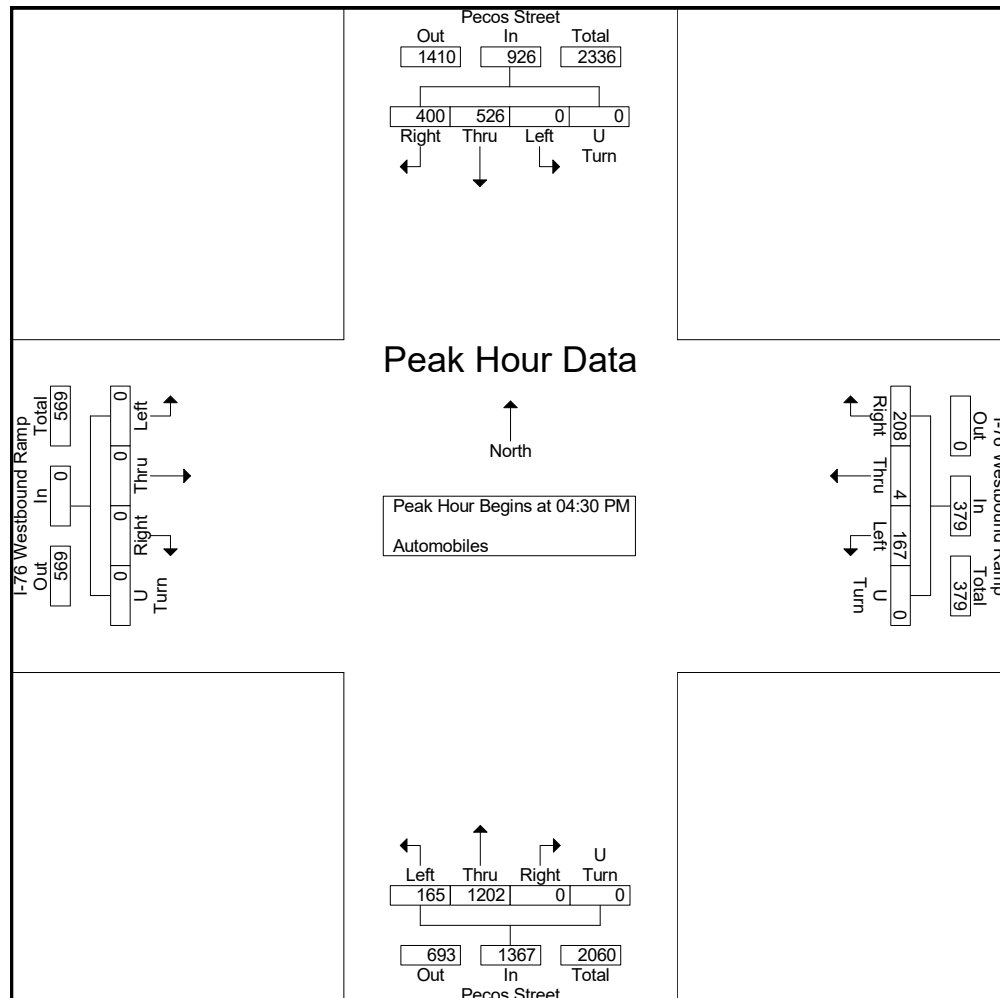 Pecos Street
Out In Total
1410 926 2336
400 526 0 0
Right Thru Left U Turn
Peak Hour Data
North
Peak Hour Begins at 04:30 PM
Automobiles
I-76 Westbound Ramp
Total In Out
569 0 569
0 0 0 0
Left Thru Right U Turn
Right Thru Left U Turn
208 4 167 0
Out In Total
0 379 379
I-76 Westbound Ramp
U
Left Thru Right Turn
165 1202 0 0
693 1367 2060
Out In Total
Pecos Street